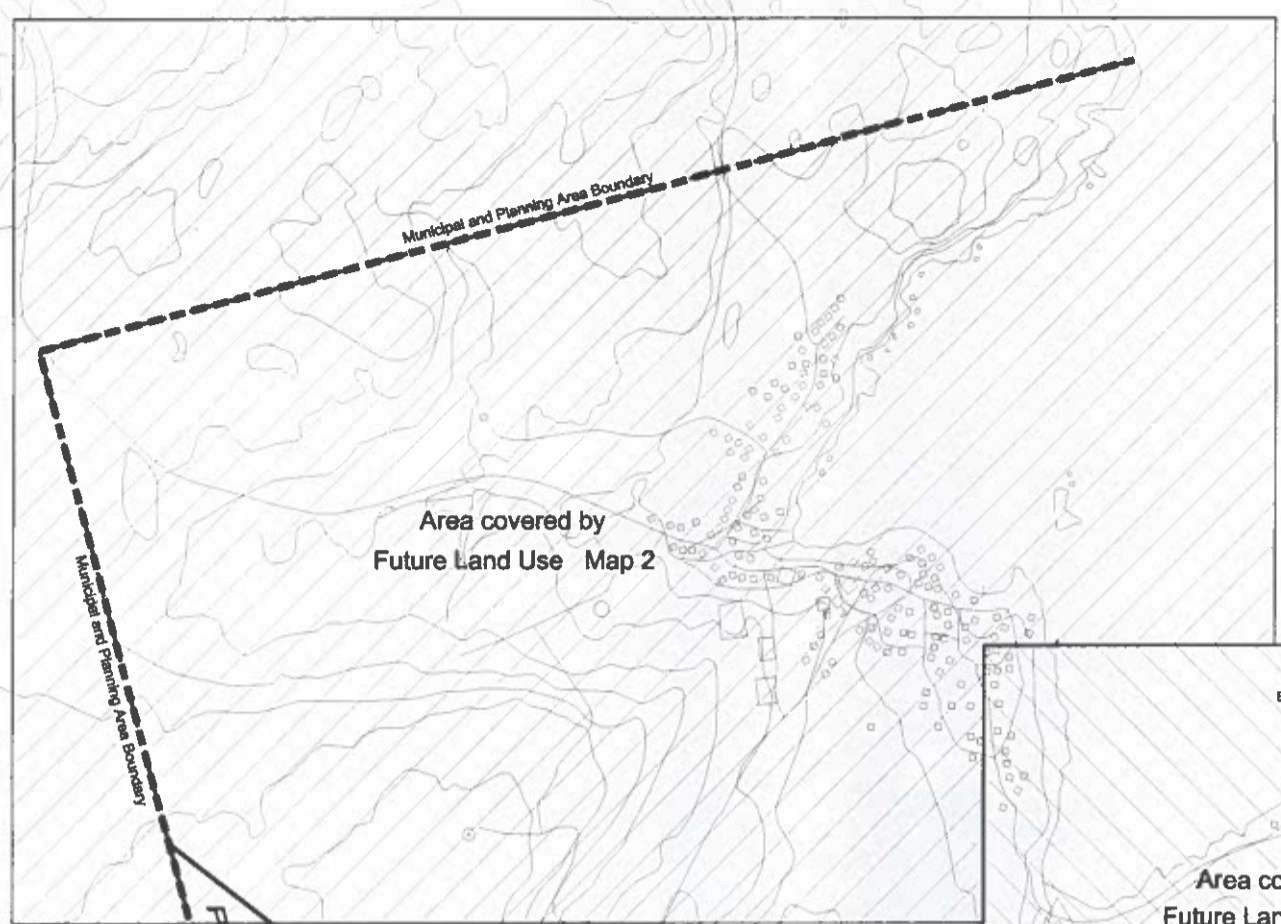 Municipal and Planning Area Boundary
Area covered by
Future Land Use Map 2
Municipal and Planning Area Boundary
Area co
Future Lan
P